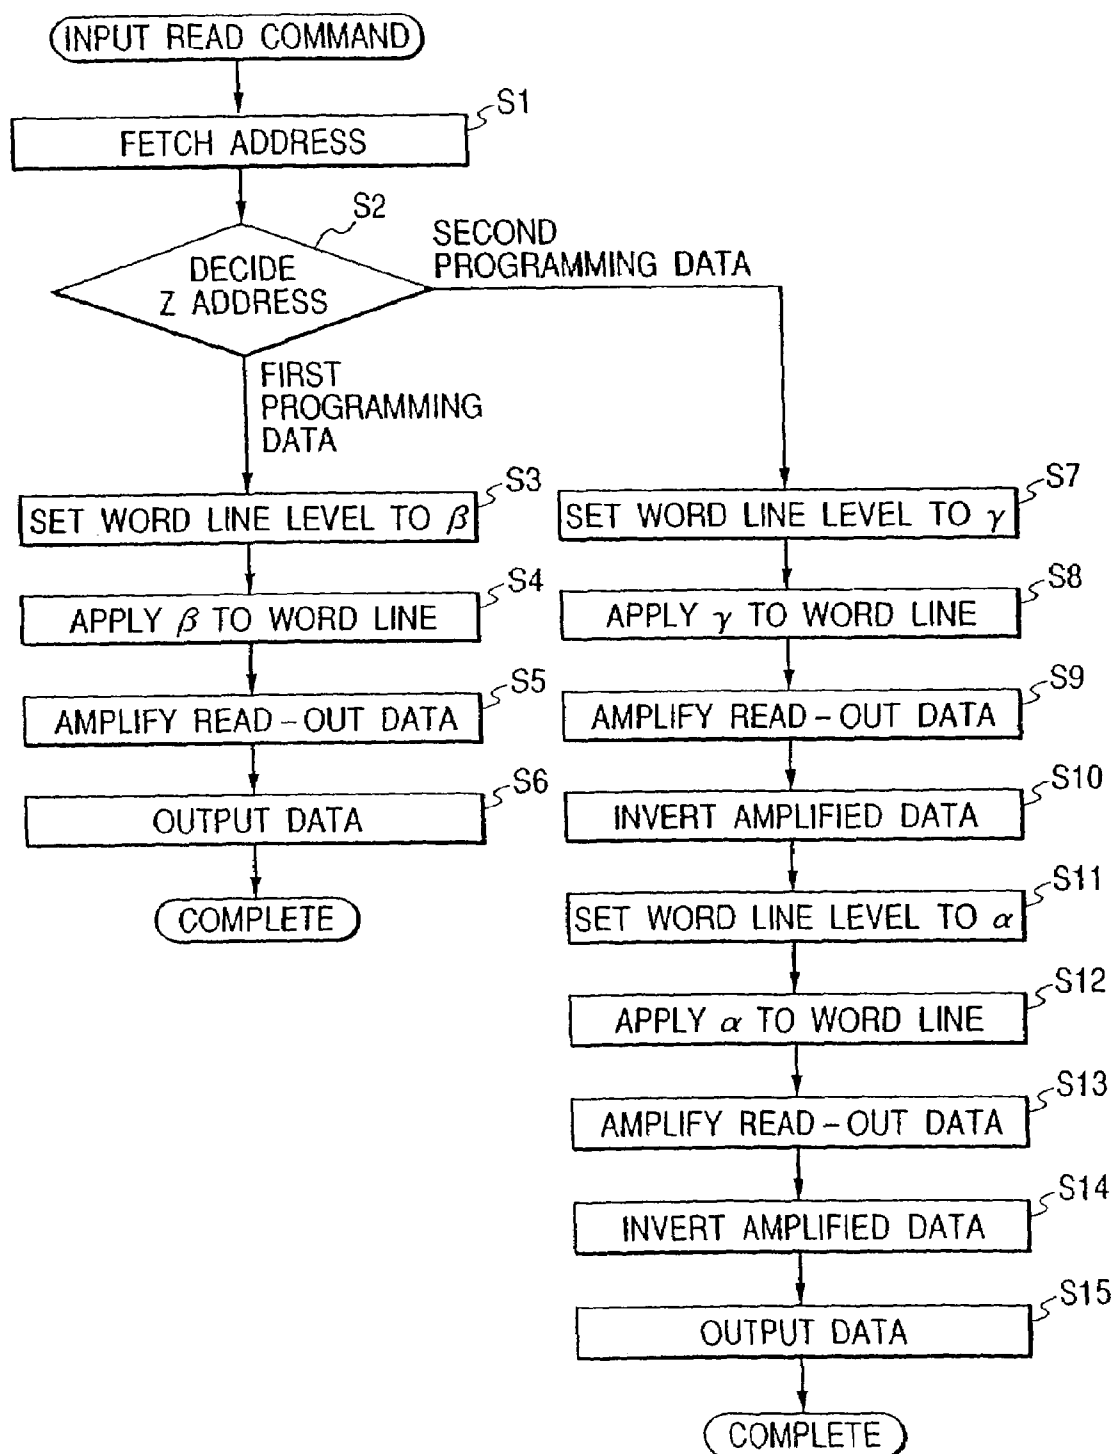 INPUT READ COMMAND
S1
FETCH ADDRESS
S2
DECIDE
Z ADDRESS
SECOND
PROGRAMMING DATA
FIRST
PROGRAMMING
DATA
S3
SET WORD LINE LEVEL TO β
S4
APPLY β TO WORD LINE
S5
AMPLIFY READ-OUT DATA
S6
OUTPUT DATA
COMPLETE
S7
SET WORD LINE LEVEL TO γ
S8
APPLY γ TO WORD LINE
S9
AMPLIFY READ-OUT DATA
S10
INVERT AMPLIFIED DATA
S11
SET WORD LINE LEVEL TO α
S12
APPLY α TO WORD LINE
S13
AMPLIFY READ-OUT DATA
S14
INVERT AMPLIFIED DATA
S15
OUTPUT DATA
COMPLETE